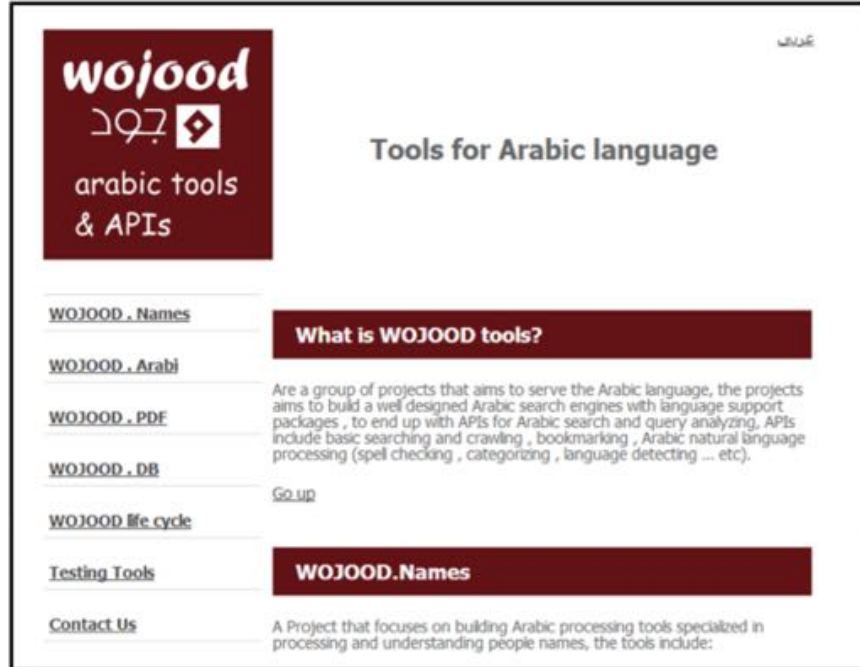 wojood
وجود
arabic tools
& APIs
عربي
Tools for Arabic language
WOJOOD . Names
WOJOOD . Arabi
WOJOOD . PDF
WOJOOD . DB
WOJOOD life cycle
Testing Tools
Contact Us
What is WOJOOD tools?
Are a group of projects that aims to serve the Arabic language, the projects
aims to build a well designed Arabic search engines with language support
packages , to end up with APIs for Arabic search and query analyzing, APIs
include basic searching and crawling , bookmarking , Arabic natural language
processing (spell checking , categorizing , language detecting ... etc).
Go up
WOJOOD.Names
A Project that focuses on building Arabic processing tools specialized in
processing and understanding people names, the tools include: